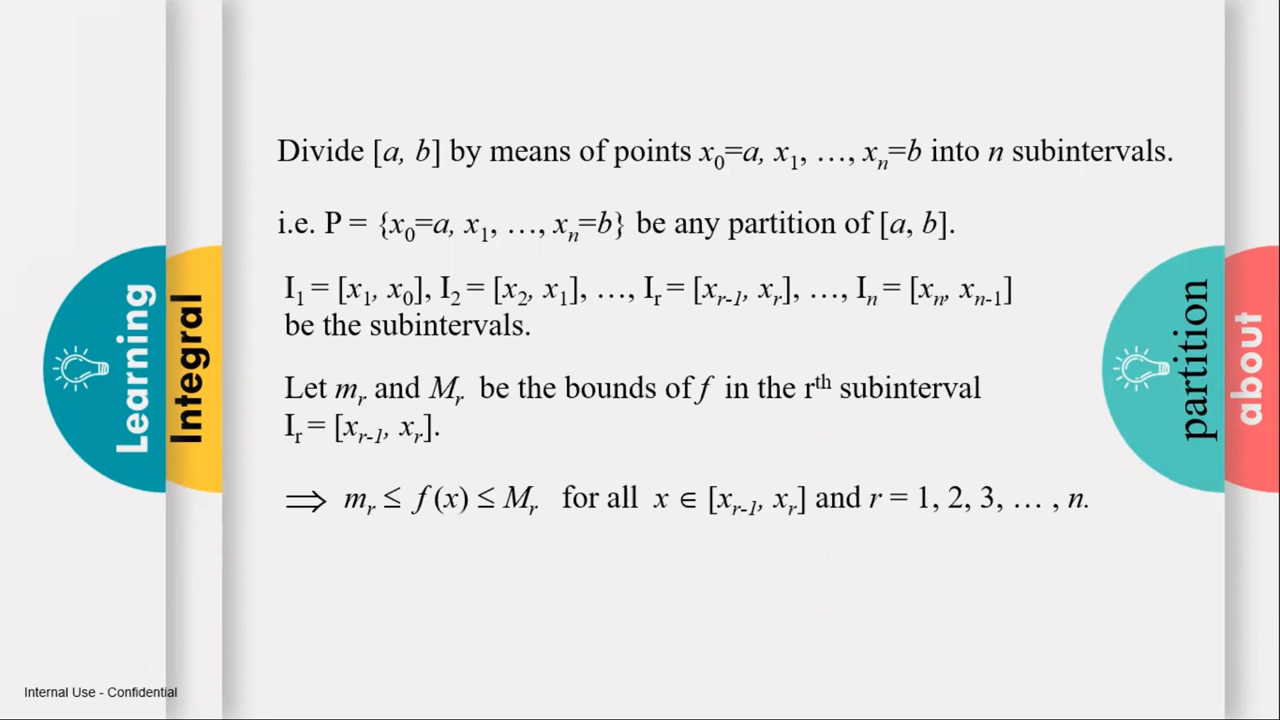 Divide [a, b] by means of points x₀=a, x₁, …, xₙ=b into n subintervals.
i.e. P = {x₀=a, x₁, …, xₙ=b} be any partition of [a, b].
I₁ = [x₁, x₀], I₂ = [x₂, x₁], …, Iᵣ = [xᵣ₋₁, xᵣ], …, Iₙ = [xₙ, xₙ₋₁]
be the subintervals.
Let mᵣ and Mᵣ be the bounds of f in the rᵗʰ subinterval
Iᵣ = [xᵣ₋₁, xᵣ].
⟹ mᵣ ≤ f (x) ≤ Mᵣ for all x ∈ [xᵣ₋₁, xᵣ] and r = 1, 2, 3, … , n.
Learning
Integral
partition
about
Internal Use - Confidential